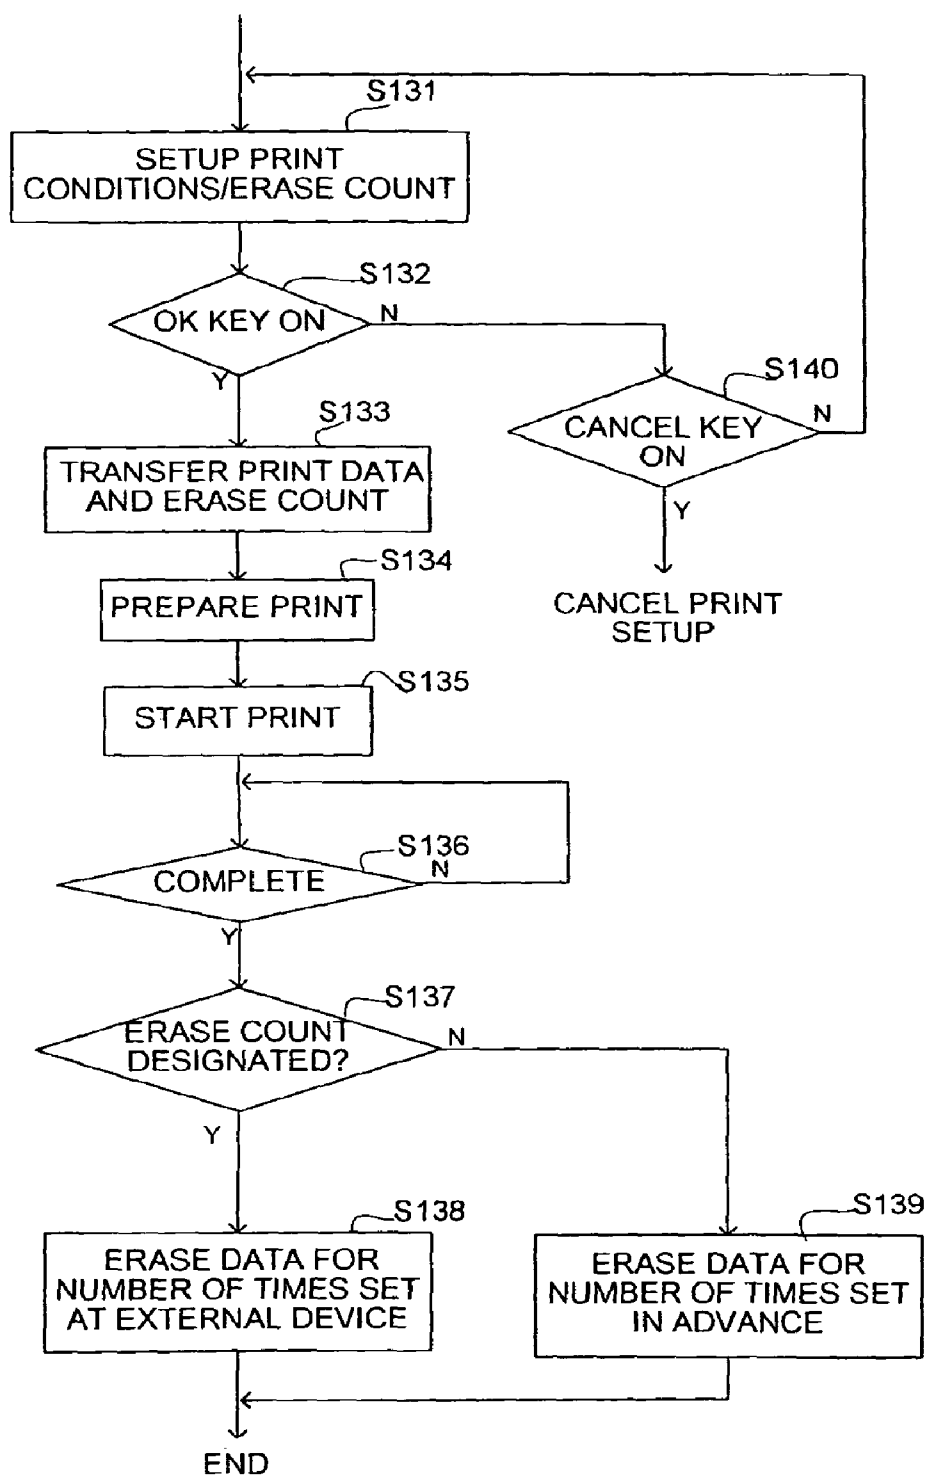 S131
SETUP PRINT
CONDITIONS/ERASE COUNT
S132
OK KEY ON
N
Y
S140
CANCEL KEY
ON
N
Y
CANCEL PRINT
SETUP
S133
TRANSFER PRINT DATA
AND ERASE COUNT
S134
PREPARE PRINT
S135
START PRINT
S136
COMPLETE
N
Y
S137
ERASE COUNT
DESIGNATED?
N
Y
S138
ERASE DATA FOR
NUMBER OF TIMES SET
AT EXTERNAL DEVICE
S139
ERASE DATA FOR
NUMBER OF TIMES SET
IN ADVANCE
END